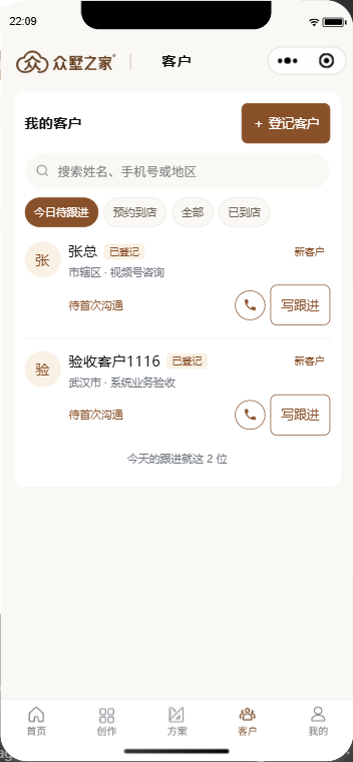 22:09
众墅之家 客户
我的客户 + 登记客户
搜索姓名、手机号或地区
今日待跟进 预约到店 全部 已到店
张 张总 已登记 新客户
市辖区 · 视频号咨询
待首次沟通 写跟进
验 验收客户1116 已登记 新客户
武汉市 · 系统业务验收
待首次沟通 写跟进
今天的跟进就这 2 位
首页 创作 方案 客户 我的